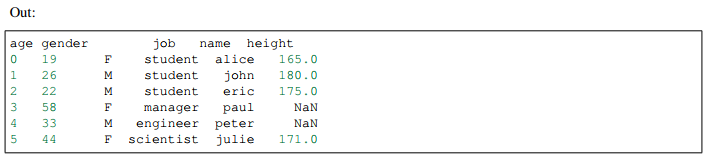 Out:
age gender job name height
0 19 F student alice 165.0
1 26 M student john 180.0
2 22 M student eric 175.0
3 58 F manager paul NaN
4 33 M engineer peter NaN
5 44 F scientist julie 171.0